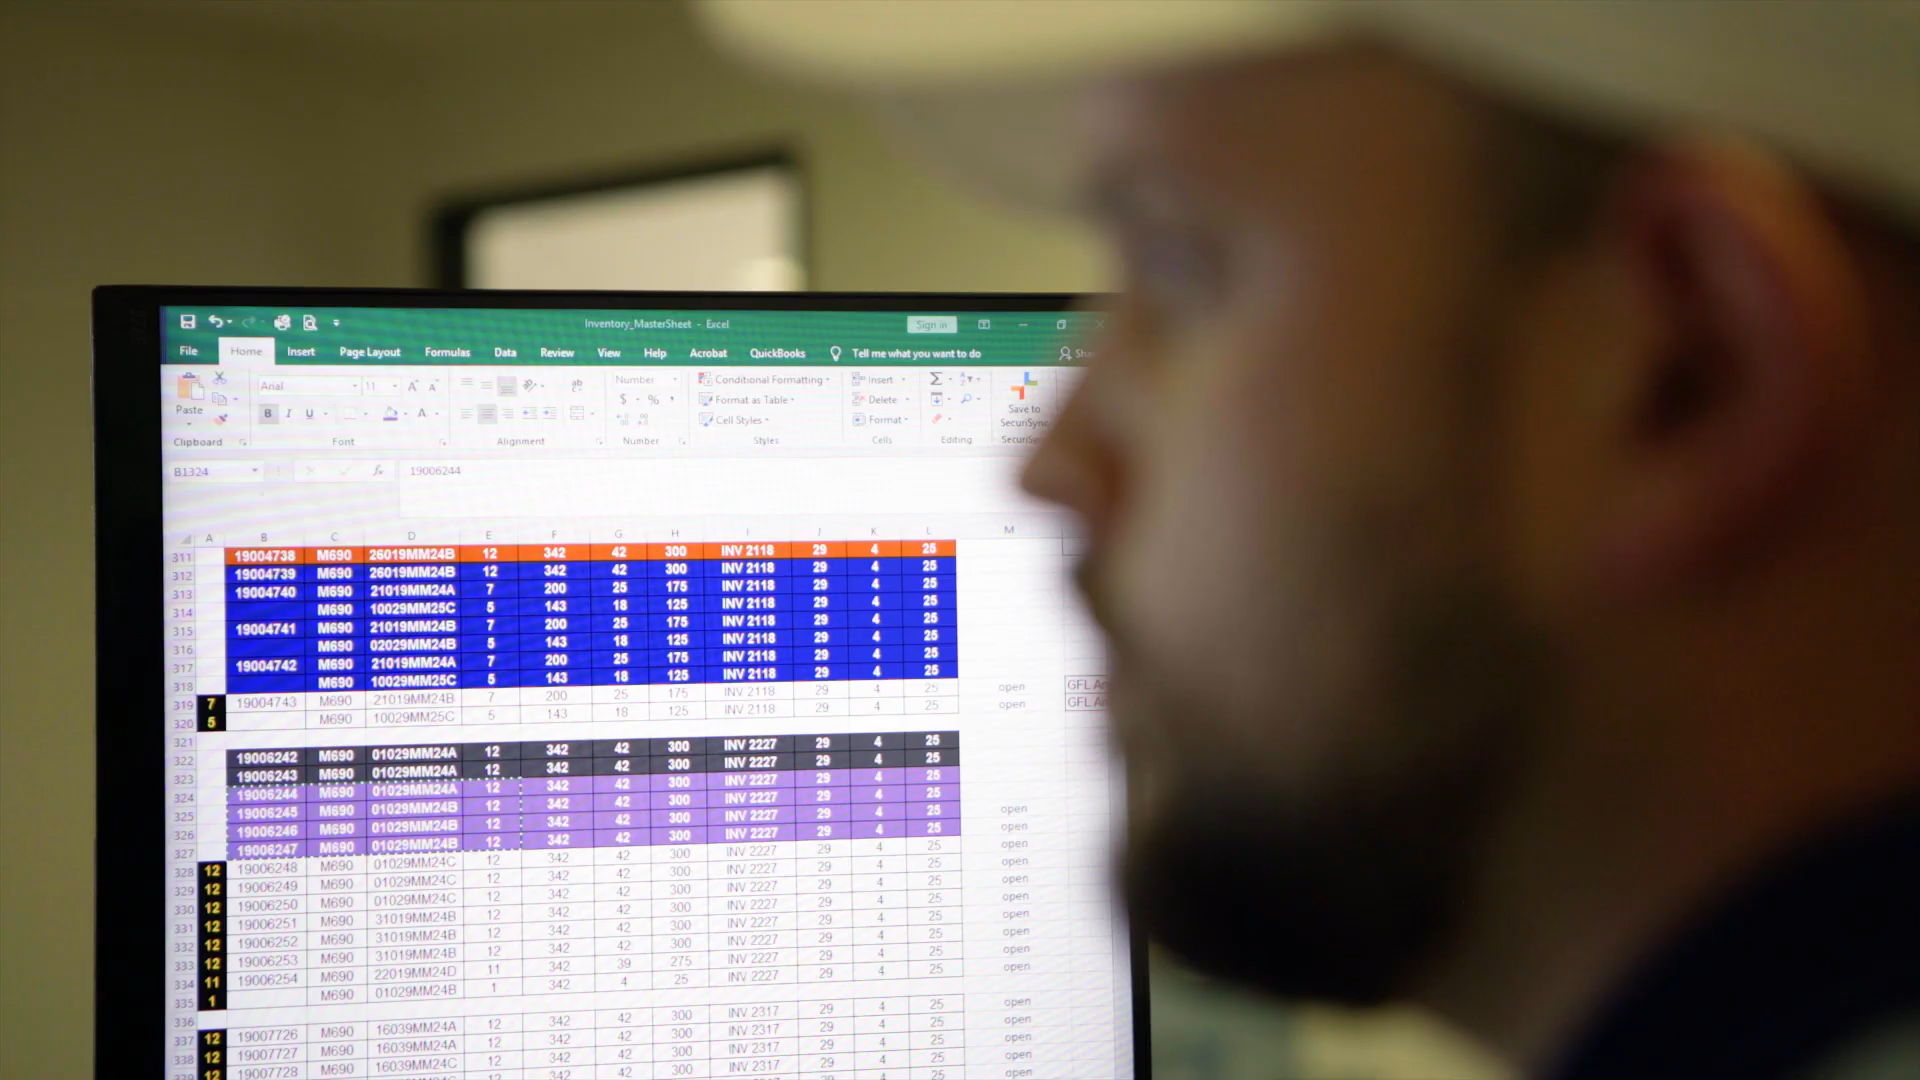 Inventory_MasterSheet - Excel Sign in
File Home Insert Page Layout Formulas Data Review View Help Acrobat QuickBooks Tell me what you want to do
Arial 11 Number Conditional Formatting Insert
Paste B I U $ % Format as Table Delete Save to
Cell Styles Format
Clipboard Font Alignment Number Styles Cells Editing
B1324 fx 19006244
A B C D E F G H I J K L M
311 19004738 M690 26019MM24B 12 342 42 300 INV 2118 29 4 25
312 19004739 M690 26019MM24B 12 342 42 300 INV 2118 29 4 25
313 19004740 M690 21019MM24A 7 200 25 175 INV 2118 29 4 25
314 M690 10029MM25C 5 143 18 125 INV 2118 29 4 25
315 19004741 M690 21019MM24B 7 200 25 175 INV 2118 29 4 25
316 M690 02029MM24B 5 143 18 125 INV 2118 29 4 25
317 19004742 M690 21019MM24A 7 200 25 175 INV 2118 29 4 25
318 M690 10029MM25C 5 143 18 125 INV 2118 29 4 25
319 7 19004743 M690 21019MM24B 7 200 25 175 INV 2118 29 4 25 open GFL
320 5 M690 10029MM25C 5 143 18 125 INV 2118 29 4 25 open GFL
321
322 19006242 M690 01029MM24A 12 342 42 300 INV 2227 29 4 25
323 19006243 M690 01029MM24A 12 342 42 300 INV 2227 29 4 25
324 19006244 M690 01029MM24A 12 342 42 300 INV 2227 29 4 25
325 19006245 M690 01029MM24B 12 342 42 300 INV 2227 29 4 25 open
326 19006246 M690 01029MM24B 12 342 42 300 INV 2227 29 4 25 open
327 19006247 M690 01029MM24B 12 342 42 300 INV 2227 29 4 25 open
328 12 19006248 M690 01029MM24C 12 342 42 300 INV 2227 29 4 25 open
329 12 19006249 M690 01029MM24C 12 342 42 300 INV 2227 29 4 25 open
330 12 19006250 M690 01029MM24C 12 342 42 300 INV 2227 29 4 25 open
331 12 19006251 M690 31019MM24B 12 342 42 300 INV 2227 29 4 25 open
332 12 19006252 M690 31019MM24B 12 342 42 300 INV 2227 29 4 25 open
333 12 19006253 M690 31019MM24B 12 342 42 300 INV 2227 29 4 25 open
334 11 19006254 M690 22019MM24D 11 342 39 275 INV 2227 29 4 25 open
335 1 M690 01029MM24B 1 342 4 25 INV 2227 29 4 25
336
337 12 19007726 M690 16039MM24A 12 342 42 300 INV 2317 29 4 25 open
338 12 19007727 M690 16039MM24A 12 342 42 300 INV 2317 29 4 25 open
12 19007728 M690 16039MM24C 12 342 42 300 INV 2317 29 4 25 open